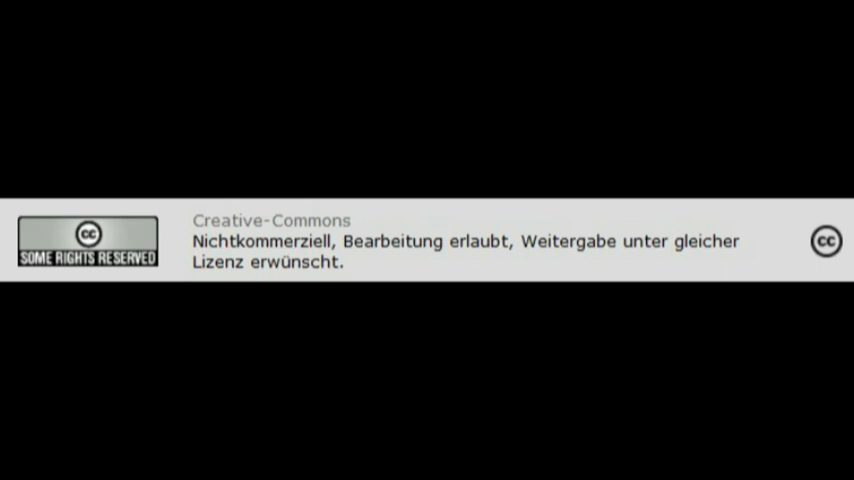 cc
SOME RIGHTS RESERVED
Creative-Commons
Nichtkommerziell, Bearbeitung erlaubt, Weitergabe unter gleicher
Lizenz erwünscht.
cc